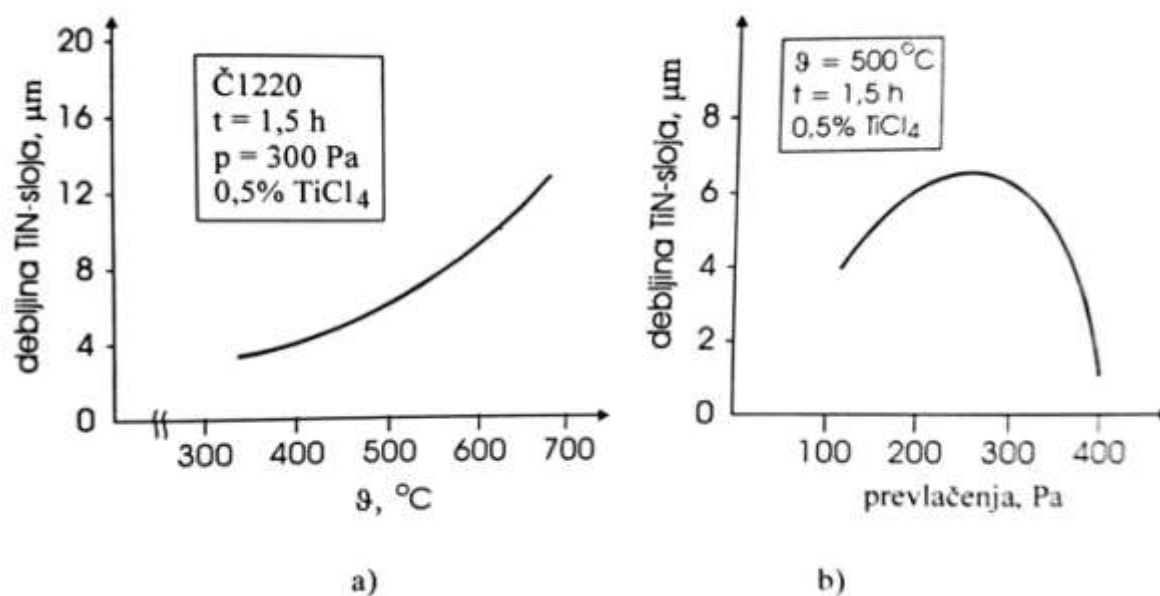 debljina TiN-sloja, µm
20
16
12
8
4
0
Č1220
t = 1,5 h
p = 300 Pa
0,5% TiCl4
300 400 500 600 700
ϑ, °C
a)
debljina TiN-sloja, µm
8
6
4
2
0
ϑ = 500°C
t = 1,5 h
0,5% TiCl4
100 200 300 400
prevlačenja, Pa
b)